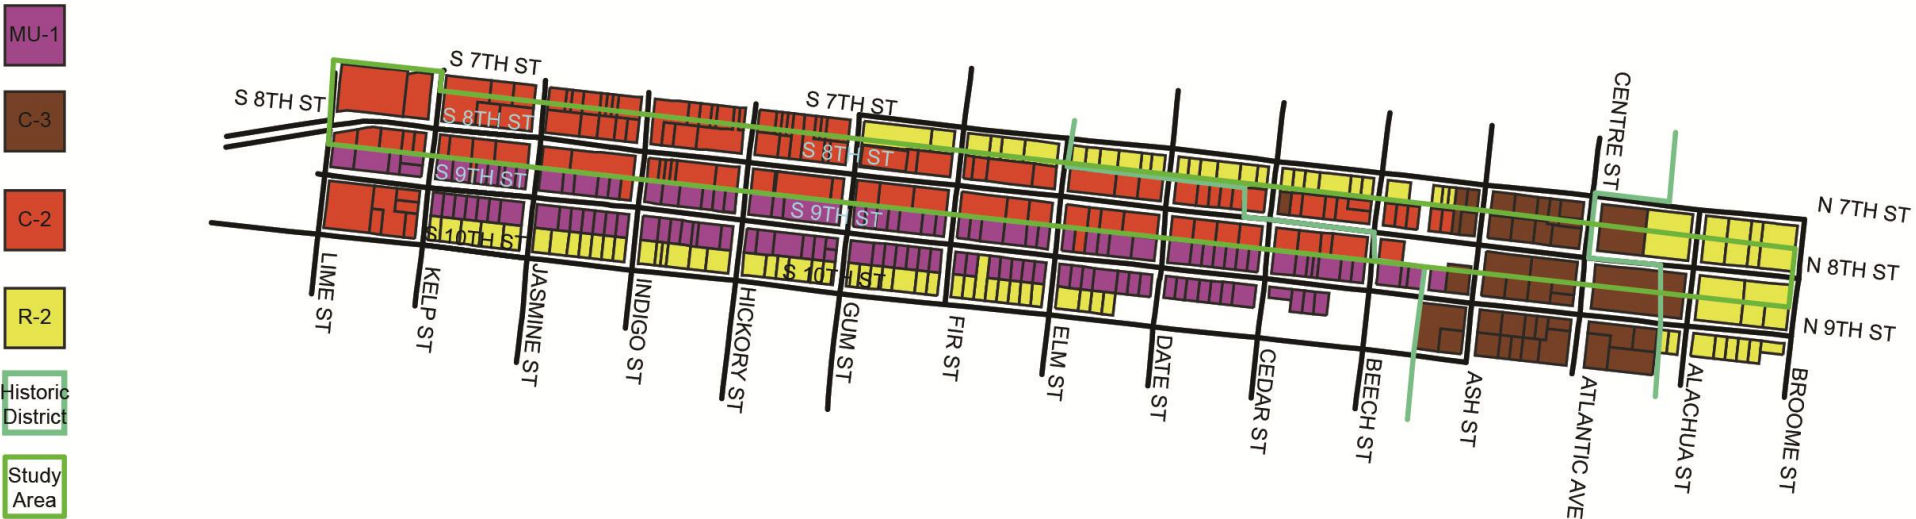 MU-1
C-3
C-2
R-2
Historic
District
Study
Area
S 7TH ST
S 8TH ST
S 7TH ST
CENTRE ST
S 8TH ST
S 8TH ST
S 9TH ST
S 9TH ST
S 10TH ST
S 10TH ST
N 7TH ST
N 8TH ST
N 9TH ST
LIME ST
KELP ST
JASMINE ST
INDIGO ST
HICKORY ST
GUM ST
FIR ST
ELM ST
DATE ST
CEDAR ST
BEECH ST
ASH ST
ATLANTIC AVE
ALACHUA ST
BROOME ST